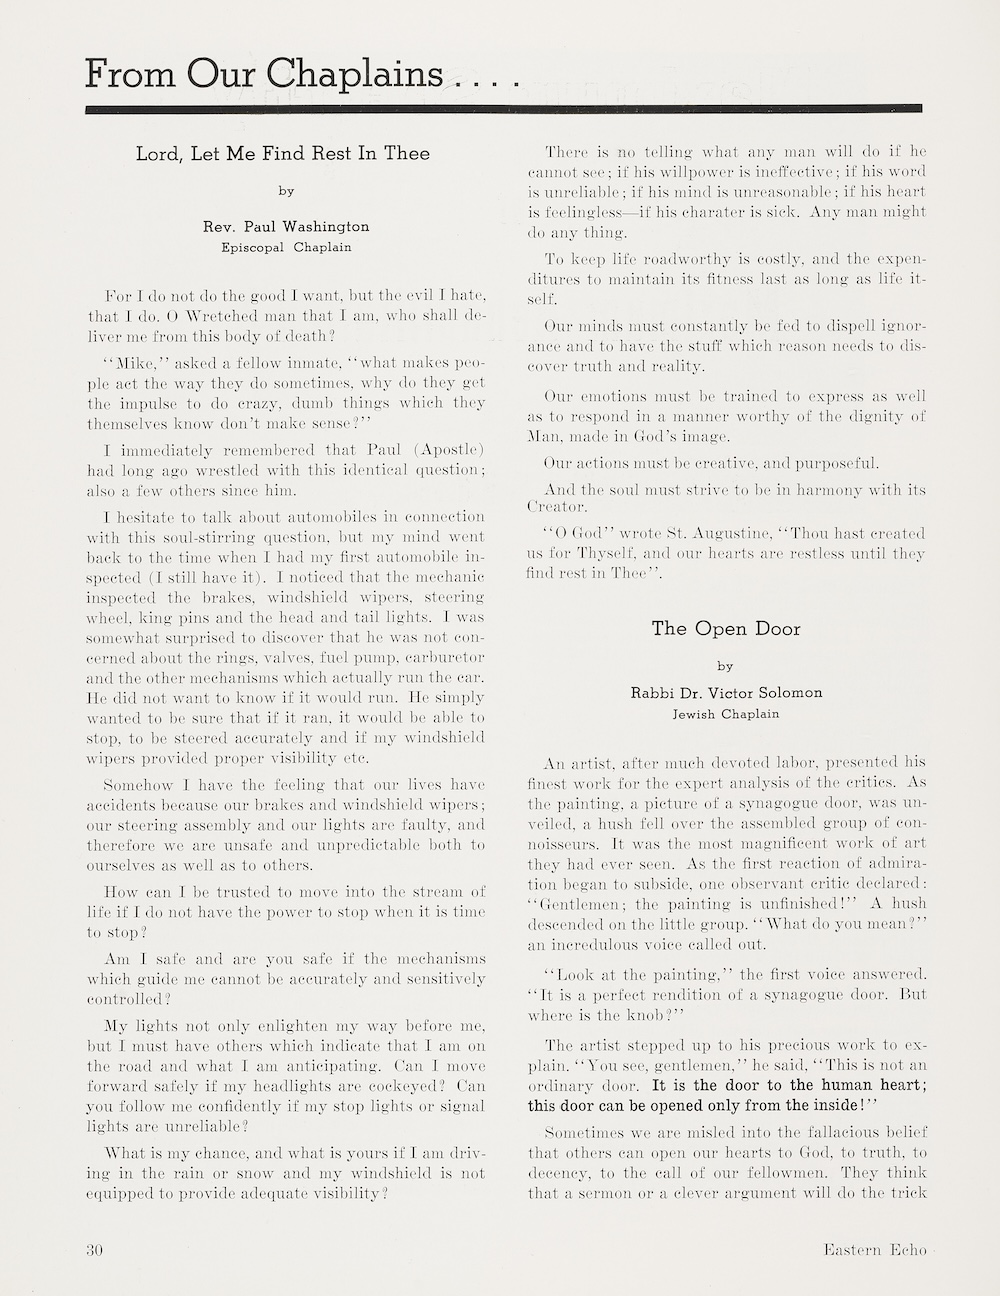 From Our Chaplains . . . .
Lord, Let Me Find Rest In Thee
by
Rev. Paul Washington
Episcopal Chaplain
For I do not do the good I want, but the evil I hate,
that I do. O Wretched man that I am, who shall de-
liver me from this body of death?
"Mike," asked a fellow inmate, "what makes peo-
ple act the way they do sometimes, why do they get
the impulse to do crazy, dumb things which they
themselves know don't make sense?"
I immediately remembered that Paul (Apostle)
had long ago wrestled with this identical question;
also a few others since him.
I hesitate to talk about automobiles in connection
with this soul-stirring question, but my mind went
back to the time when I had my first automobile in-
spected (I still have it). I noticed that the mechanic
inspected the brakes, windshield wipers, steering
wheel, king pins and the head and tail lights. I was
somewhat surprised to discover that he was not con-
cerned about the rings, valves, fuel pump, carburetor
and the other mechanisms which actually run the car.
He did not want to know if it would run. He simply
wanted to be sure that if it ran, it would be able to
stop, to be steered accurately and if my windshield
wipers provided proper visibility etc.
Somehow I have the feeling that our lives have
accidents because our brakes and windshield wipers;
our steering assembly and our lights are faulty, and
therefore we are unsafe and unpredictable both to
ourselves as well as to others.
How can I be trusted to move into the stream of
life if I do not have the power to stop when it is time
to stop?
Am I safe and are you safe if the mechanisms
which guide me cannot be accurately and sensitively
controlled?
My lights not only enlighten my way before me,
but I must have others which indicate that I am on
the road and what I am anticipating. Can I move
forward safely if my headlights are cockeyed? Can
you follow me confidently if my stop lights or signal
lights are unreliable?
What is my chance, and what is yours if I am driv-
ing in the rain or snow and my windshield is not
equipped to provide adequate visibility?
There is no telling what any man will do if he
cannot see; if his willpower is ineffective; if his word
is unreliable; if his mind is unreasonable; if his heart
is feelingless—if his charater is sick. Any man might
do any thing.
To keep life roadworthy is costly, and the expen-
ditures to maintain its fitness last as long as life it-
self.
Our minds must constantly be fed to dispell ignor-
ance and to have the stuff which reason needs to dis-
cover truth and reality.
Our emotions must be trained to express as well
as to respond in a manner worthy of the dignity of
Man, made in God's image.
Our actions must be creative, and purposeful.
And the soul must strive to be in harmony with its
Creator.
"O God" wrote St. Augustine, "Thou hast created
us for Thyself, and our hearts are restless until they
find rest in Thee".
The Open Door
by
Rabbi Dr. Victor Solomon
Jewish Chaplain
An artist, after much devoted labor, presented his
finest work for the expert analysis of the critics. As
the painting, a picture of a synagogue door, was un-
veiled, a hush fell over the assembled group of con-
noisseurs. It was the most magnificent work of art
they had ever seen. As the first reaction of admira-
tion began to subside, one observant critic declared:
"Gentlemen; the painting is unfinished!" A hush
descended on the little group. "What do you mean?"
an incredulous voice called out.
"Look at the painting," the first voice answered.
"It is a perfect rendition of a synagogue door. But
where is the knob?"
The artist stepped up to his precious work to ex-
plain. "You see, gentlemen," he said, "This is not an
ordinary door. It is the door to the human heart;
this door can be opened only from the inside!"
Sometimes we are misled into the fallacious belief
that others can open our hearts to God, to truth, to
decency, to the call of our fellowmen. They think
that a sermon or a clever argument will do the trick
30
Eastern Echo